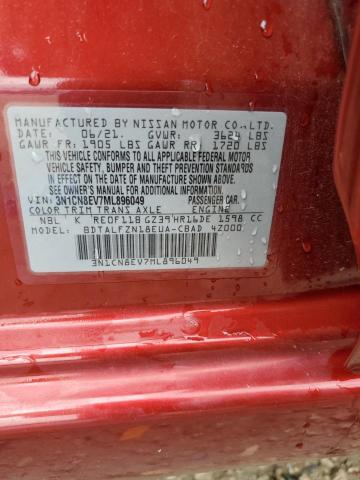 MANUFACTURED BY NISSAN MOTOR CO., LTD.
DATE: 06/21. GVWR: 3624 LBS
GAWR FR: 1905 LBS GAWR RR: 1720 LBS
THIS VEHICLE CONFORMS TO ALL APPLICABLE FEDERAL MOTOR
VEHICLE SAFETY, BUMPER AND THEFT PREVENTION STANDARDS
IN EFFECT ON THE DATE OF MANUFACTURE SHOWN ABOVE.
SEE OWNER'S MANUAL FOR ADDITIONAL INFORMATION.
VIN: 3N1CN8EV7ML896049 PASSENGER CAR.
COLOR TRIM TRANS AXLE ENGINE
NBL K RE0F11B GZ39 HR16DE 1598 CC
MODEL: BDTALFZN18EUA-CBAD 4Z000
3N1CN8EV7ML896049